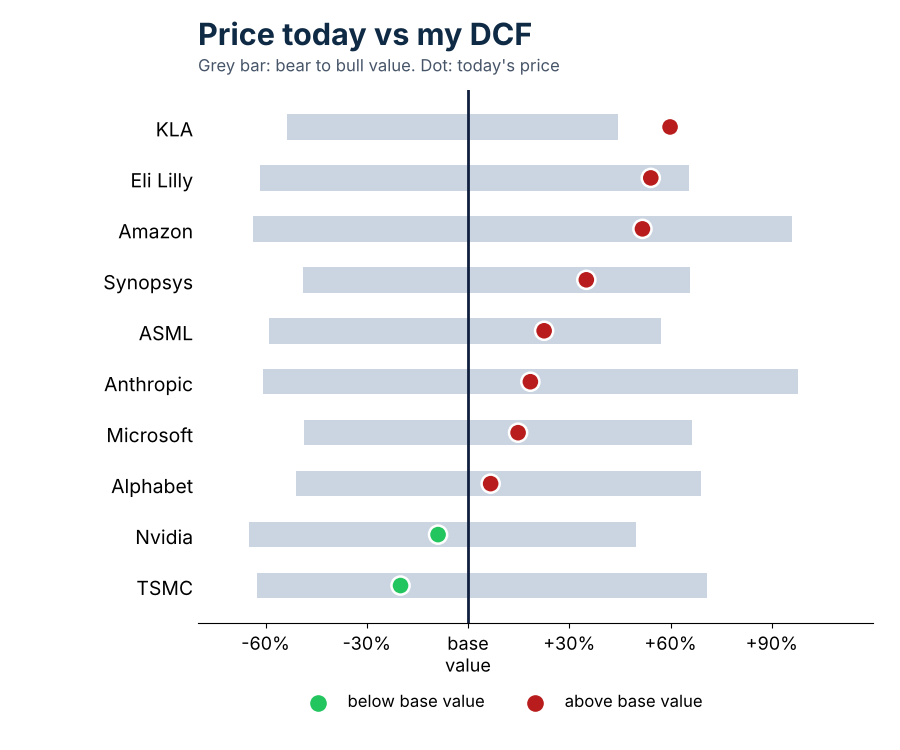 Price today vs my DCF
Grey bar: bear to bull value. Dot: today's price
KLA
Eli Lilly
Amazon
Synopsys
ASML
Anthropic
Microsoft
Alphabet
Nvidia
TSMC
-60%
-30%
base
value
+30%
+60%
+90%
below base value
above base value